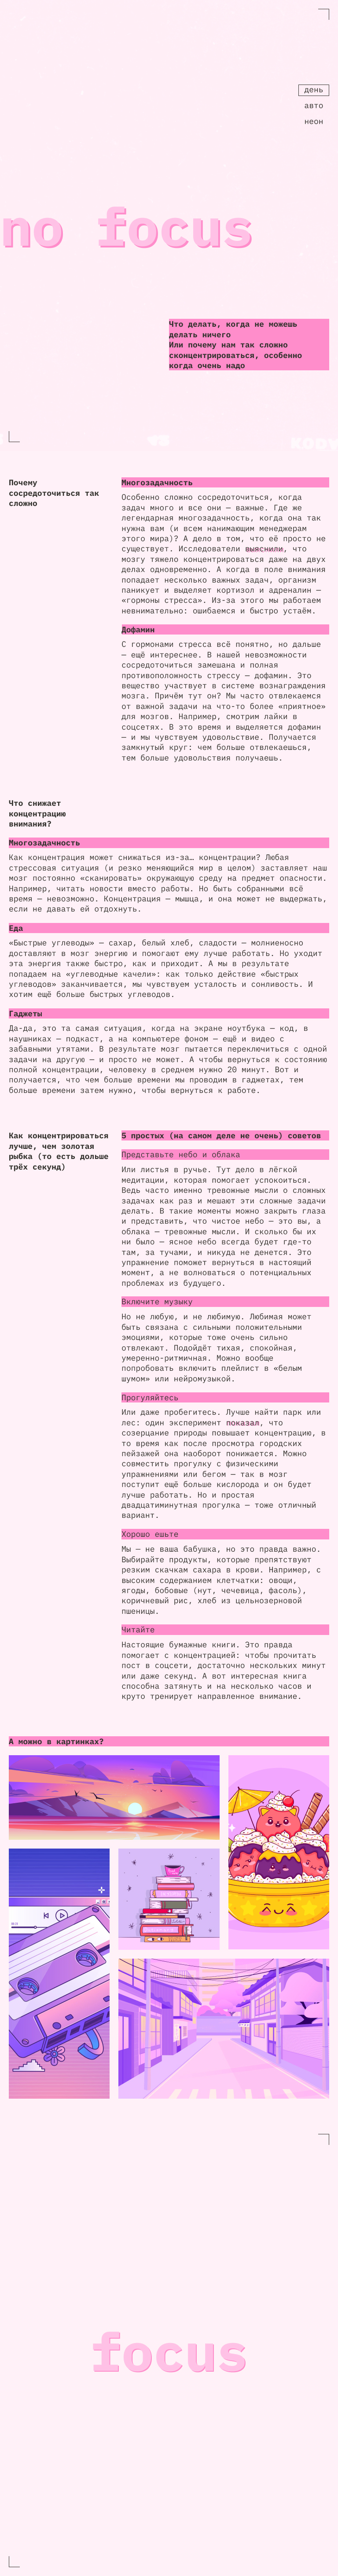 день
авто
неон
no focus
Что делать, когда не можешь
делать ничего
Или почему нам так сложно
сконцентрироваться, особенно
когда очень надо
Почему
сосредоточиться так
сложно
Многозадачность
Особенно сложно сосредоточиться, когда
задач много и все они — важные. Где же
легендарная многозадачность, когда она так
нужна вам (и всем нанимающим менеджерам
этого мира)? А дело в том, что её просто не
существует. Исследователи выяснили, что
мозгу тяжело концентрироваться даже на двух
делах одновременно. А когда в поле внимания
попадает несколько важных задач, организм
паникует и выделяет кортизол и адреналин —
«гормоны стресса». Из-за этого мы работаем
невнимательно: ошибаемся и быстро устаём.
Дофамин
С гормонами стресса всё понятно, но дальше
— ещё интереснее. В нашей невозможности
сосредоточиться замешана и полная
противоположность стрессу — дофамин. Это
вещество участвует в системе вознаграждения
мозга. Причём тут он? Мы часто отвлекаемся
от важной задачи на что-то более «приятное»
для мозгов. Например, смотрим лайки в
соцсетях. В это время и выделяется дофамин
— и мы чувствуем удовольствие. Получается
замкнутый круг: чем больше отвлекаешься,
тем больше удовольствия получаешь.
Что снижает
концентрацию
внимания?
Многозадачность
Как концентрация может снижаться из-за… концентрации? Любая
стрессовая ситуация (и резко меняющийся мир в целом) заставляет наш
мозг постоянно «сканировать» окружающую среду на предмет опасности.
Например, читать новости вместо работы. Но быть собранными всё
время — невозможно. Концентрация — мышца, и она может не выдержать,
если не давать ей отдохнуть.
Еда
«Быстрые углеводы» — сахар, белый хлеб, сладости — молниеносно
доставляют в мозг энергию и помогают ему лучше работать. Но уходит
эта энергия также быстро, как и приходит. А мы в результате
попадаем на «углеводные качели»: как только действие «быстрых
углеводов» заканчивается, мы чувствуем усталость и сонливость. И
хотим ещё больше быстрых углеводов.
Гаджеты
Да-да, это та самая ситуация, когда на экране ноутбука — код, в
наушниках — подкаст, а на компьютере фоном — ещё и видео с
забавными утятами. В результате мозг пытается переключиться с одной
задачи на другую — и просто не может. А чтобы вернуться к состоянию
полной концентрации, человеку в среднем нужно 20 минут. Вот и
получается, что чем больше времени мы проводим в гаджетах, тем
больше времени затем нужно, чтобы вернуться к работе.
Как концентрироваться
лучше, чем золотая
рыбка (то есть дольше
трёх секунд)
5 простых (на самом деле не очень) советов
Представьте небо и облака
Или листья в ручье. Тут дело в лёгкой
медитации, которая помогает успокоиться.
Ведь часто именно тревожные мысли о сложных
задачах как раз и мешают эти сложные задачи
делать. В такие моменты можно закрыть глаза
и представить, что чистое небо — это вы, а
облака — тревожные мысли. И сколько бы их
ни было — ясное небо всегда будет где-то
там, за тучами, и никуда не денется. Это
упражнение поможет вернуться в настоящий
момент, а не волноваться о потенциальных
проблемах из будущего.
Включите музыку
Но не любую, и не любимую. Любимая может
быть связана с сильными положительными
эмоциями, которые тоже очень сильно
отвлекают. Подойдёт тихая, спокойная,
умеренно-ритмичная. Можно вообще
попробовать включить плейлист в «белым
шумом» или нейромузыкой.
Прогуляйтесь
Или даже пробегитесь. Лучше найти парк или
лес: один эксперимент показал, что
созерцание природы повышает концентрацию, в
то время как после просмотра городских
пейзажей она наоборот понижается. Можно
совместить прогулку с физическими
упражнениями или бегом — так в мозг
поступит ещё больше кислорода и он будет
лучше работать. Но и простая
двадцатиминутная прогулка — тоже отличный
вариант.
Хорошо ешьте
Мы — не ваша бабушка, но это правда важно.
Выбирайте продукты, которые препятствуют
резким скачкам сахара в крови. Например, с
высоким содержанием клетчатки: овощи,
ягоды, бобовые (нут, чечевица, фасоль),
коричневый рис, хлеб из цельнозерновой
пшеницы.
Читайте
Настоящие бумажные книги. Это правда
помогает с концентрацией: чтобы прочитать
пост в соцсети, достаточно нескольких минут
или даже секунд. А вот интересная книга
способна затянуть и на несколько часов и
круто тренирует направленное внимание.
А можно в картинках?
focus